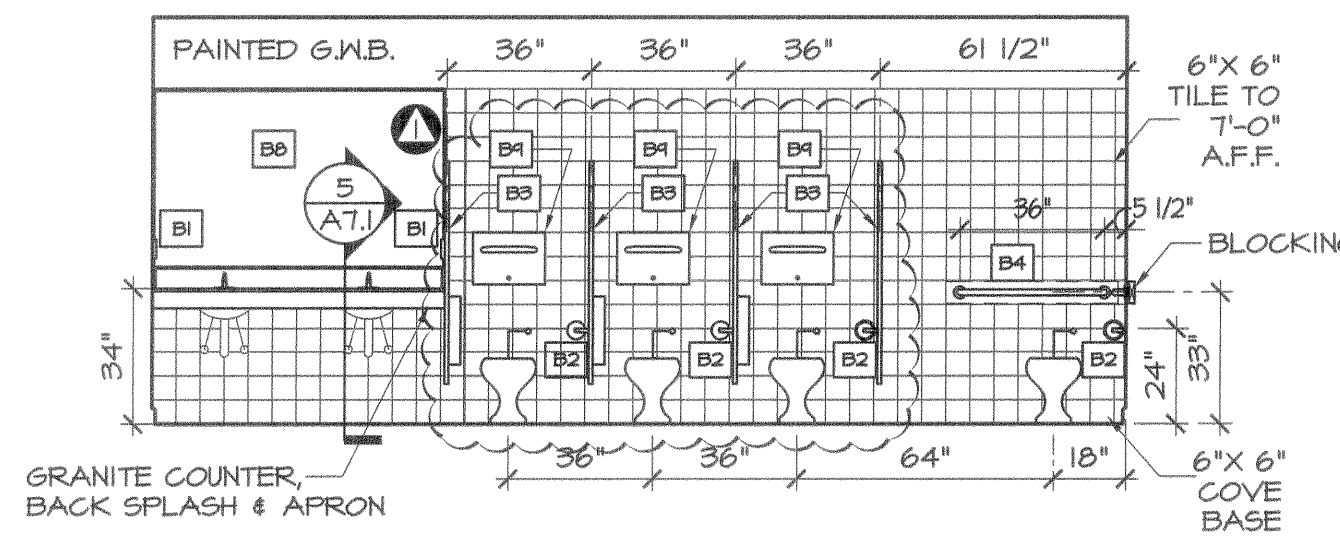 PAINTED G.W.B.
36"
36"
36"
61 1/2"
6"X 6"
TILE TO
7'-0"
A.F.F.
B8
1
B9
B9
B9
B3
B3
B3
5
A7.1
B1
B1
36"
5 1/2"
B4
BLOCKING
34"
B2
B2
B2
B2
24"
33"
36"
36"
64"
18"
GRANITE COUNTER,
BACK SPLASH & APRON
6"X 6"
COVE
BASE